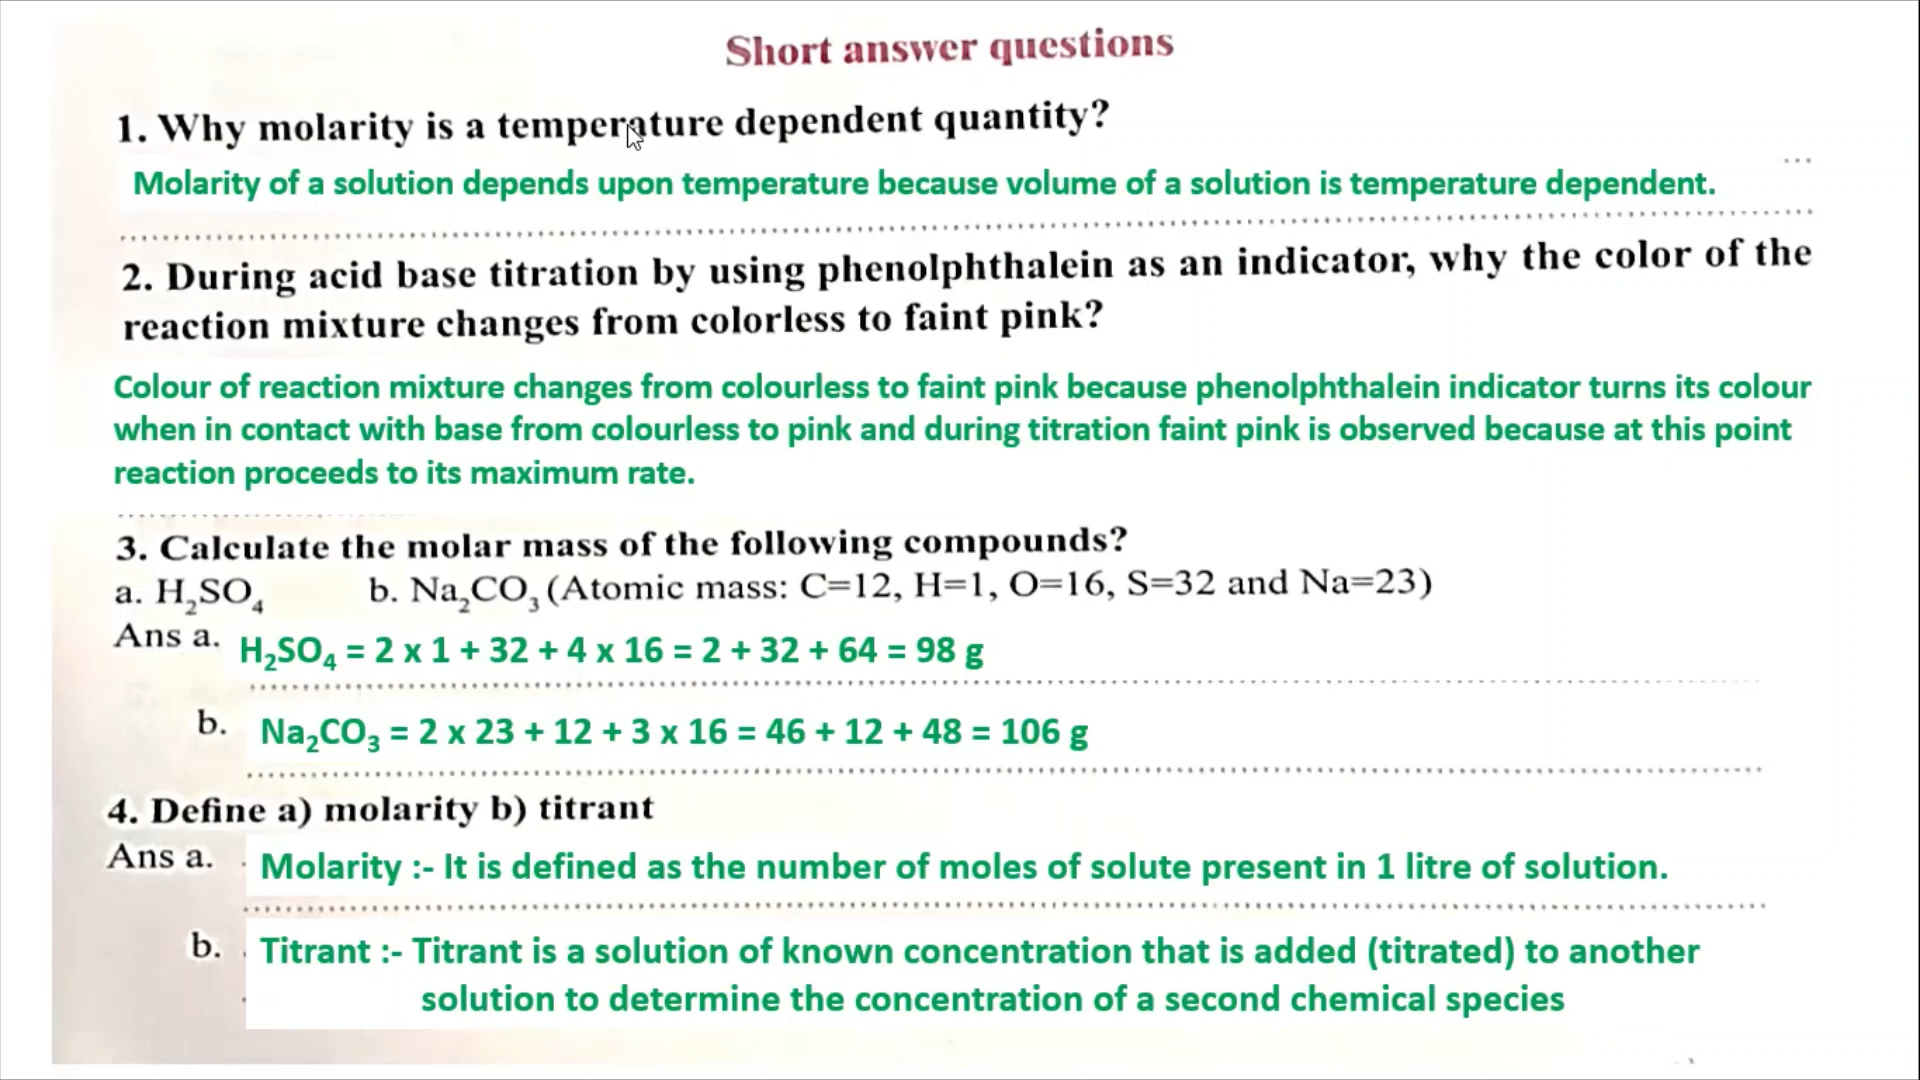 Short answer questions
1. Why molarity is a temperature dependent quantity?
Molarity of a solution depends upon temperature because volume of a solution is temperature dependent.
2. During acid base titration by using phenolphthalein as an indicator, why the color of the
reaction mixture changes from colorless to faint pink?
Colour of reaction mixture changes from colourless to faint pink because phenolphthalein indicator turns its colour
when in contact with base from colourless to pink and during titration faint pink is observed because at this point
reaction proceeds to its maximum rate.
3. Calculate the molar mass of the following compounds?
a. H₂SO₄ b. Na₂CO₃ (Atomic mass: C=12, H=1, O=16, S=32 and Na=23)
Ans a. H₂SO₄ = 2 x 1 + 32 + 4 x 16 = 2 + 32 + 64 = 98 g
b. Na₂CO₃ = 2 x 23 + 12 + 3 x 16 = 46 + 12 + 48 = 106 g
4. Define a) molarity b) titrant
Ans a. Molarity :- It is defined as the number of moles of solute present in 1 litre of solution.
b. Titrant :- Titrant is a solution of known concentration that is added (titrated) to another
solution to determine the concentration of a second chemical species